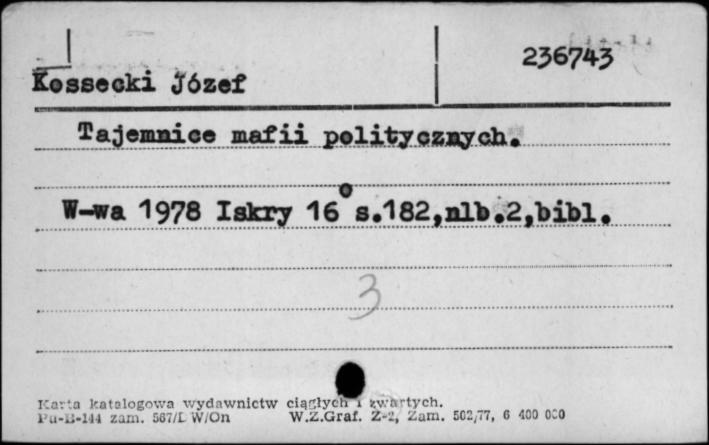 236743
Kossecki Józef
Tajemnice mafii politycznych.
W-wa 1978 Iskry 16° s.182,nlb.2,bibl.
3
Karta katalogowa wydawnictw ciągłych i zwartych.
Pu-B-144 zam. 567/D W/On W.Z.Graf. Z-2, Zam. 502/77, 6 400 000